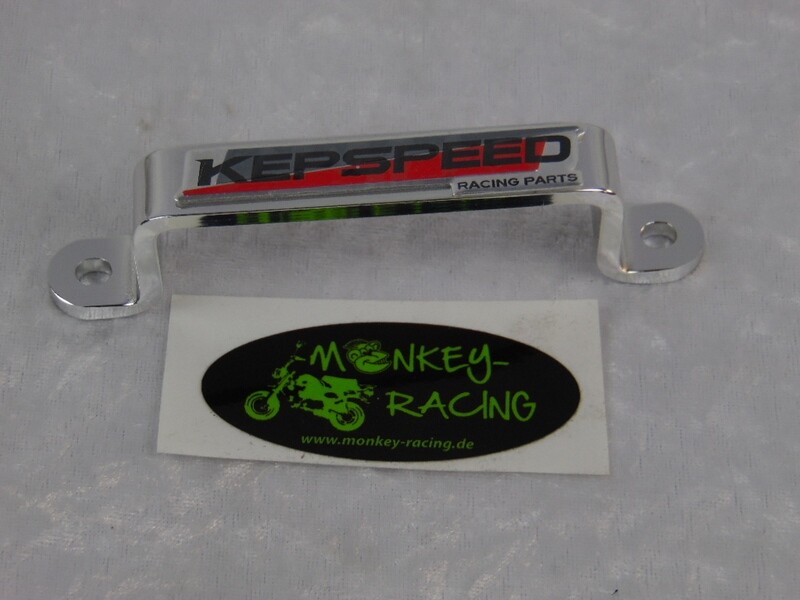 KEPSPEED
RACING PARTS
MONKEY-
RACING
www.monkey-racing.de